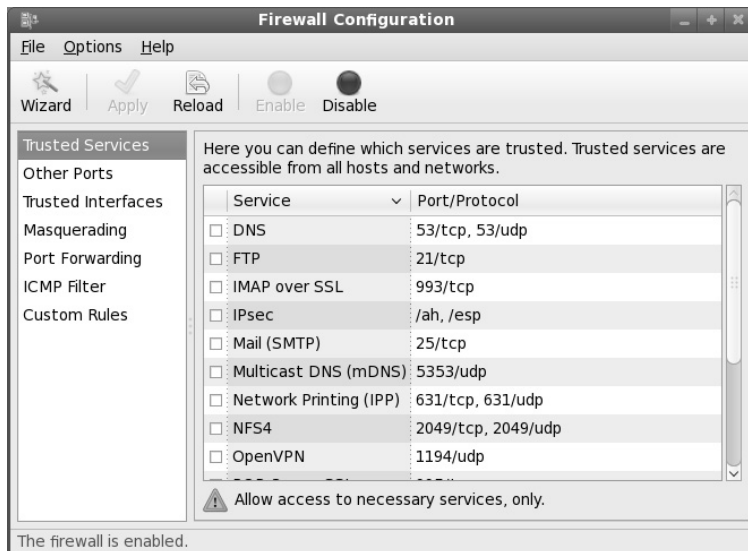 Firewall Configuration
File Options Help
Wizard Apply Reload Enable Disable
Trusted Services
Other Ports
Trusted Interfaces
Masquerading
Port Forwarding
ICMP Filter
Custom Rules
Here you can define which services are trusted. Trusted services are
accessible from all hosts and networks.
Service Port/Protocol
DNS 53/tcp, 53/udp
FTP 21/tcp
IMAP over SSL 993/tcp
IPsec /ah, /esp
Mail (SMTP) 25/tcp
Multicast DNS (mDNS) 5353/udp
Network Printing (IPP) 631/tcp, 631/udp
NFS4 2049/tcp, 2049/udp
OpenVPN 1194/udp
Allow access to necessary services, only.
The firewall is enabled.